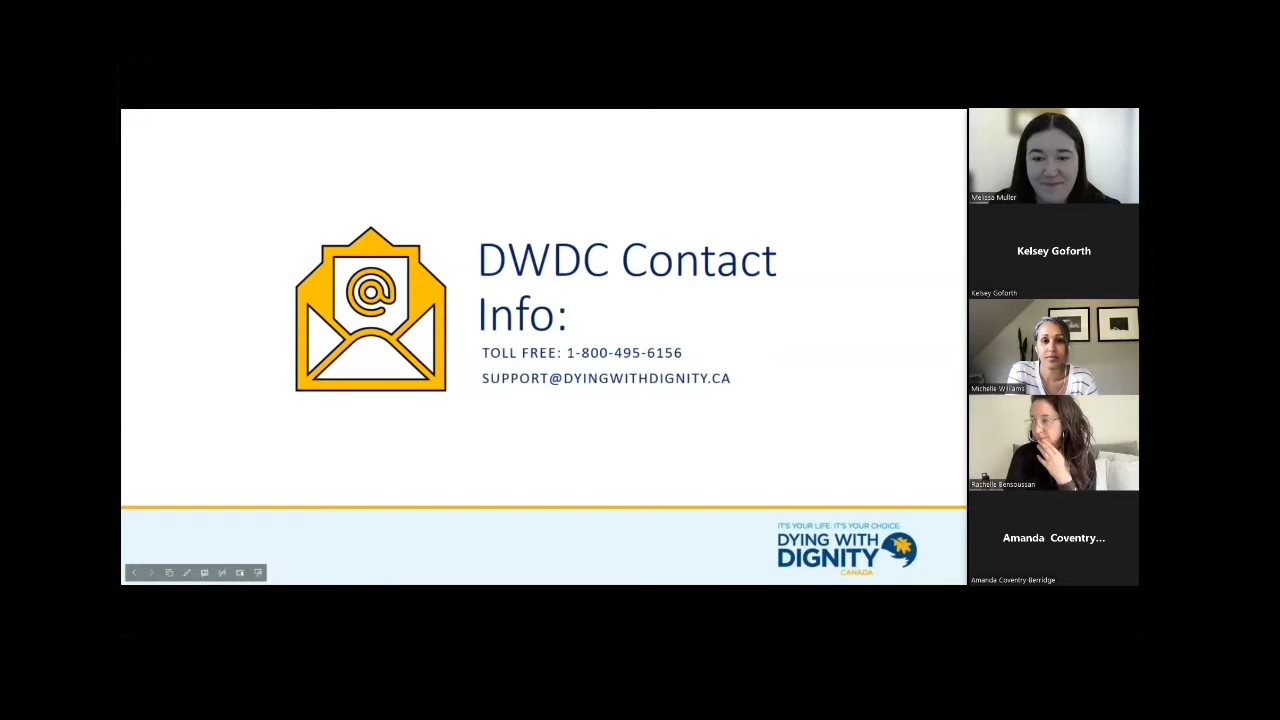 DWDC Contact
Info:
TOLL FREE: 1-800-495-6156
SUPPORT@DYINGWITHDIGNITY.CA
IT'S YOUR LIFE. IT'S YOUR CHOICE.
DYING WITH
DIGNITY
CANADA
Melissa Muller
Kelsey Goforth
Kelsey Goforth
Michelle Williams
Rachelle Bensoussan
Amanda Coventry...
Amanda Coventry-Berridge